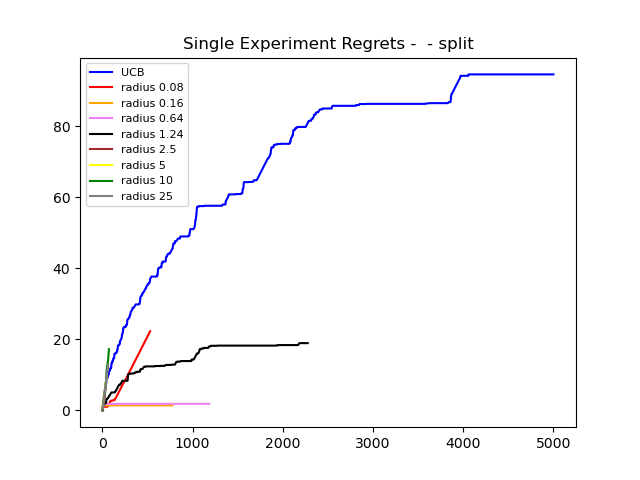 Single Experiment Regrets -  - split
UCB
radius 0.08
radius 0.16
radius 0.64
radius 1.24
radius 2.5
radius 5
radius 10
radius 25
80
60
40
20
0
0 1000 2000 3000 4000 5000